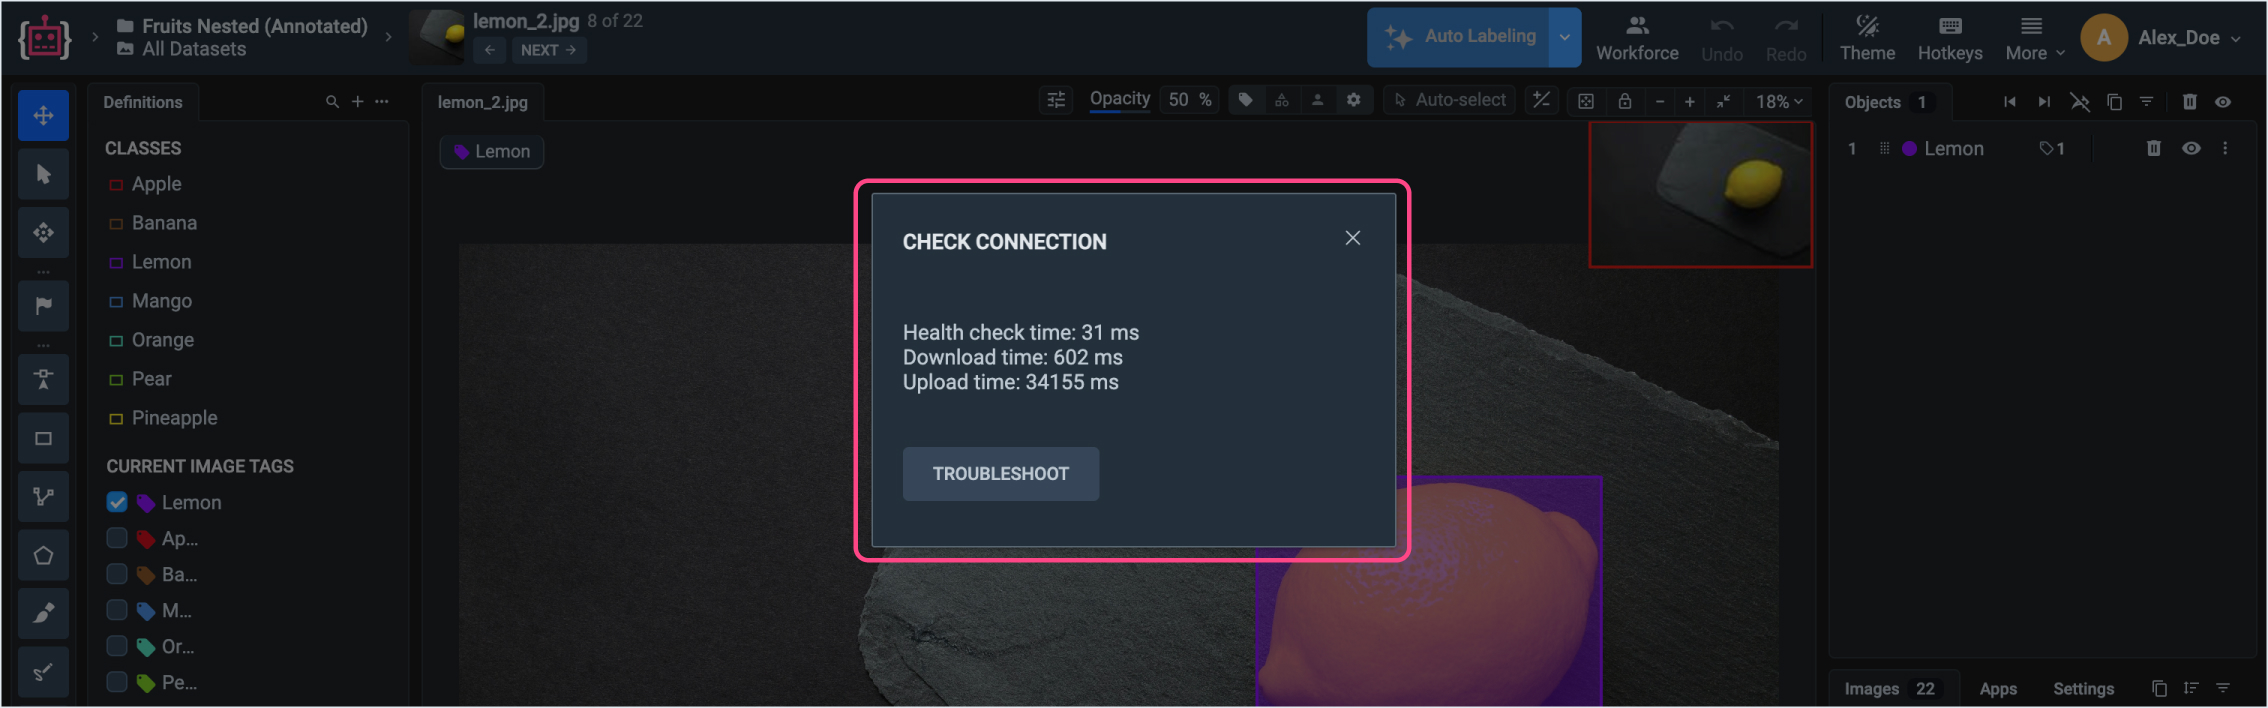 Fruits Nested (Annotated)
All Datasets
lemon_2.jpg 8 of 22
NEXT
Auto Labeling
Workforce
Undo
Redo
Theme
Hotkeys
More
A
Alex_Doe
Definitions
CLASSES
Apple
Banana
Lemon
Mango
Orange
Pear
Pineapple
CURRENT IMAGE TAGS
Lemon
Ap...
Ba...
M...
Or...
Pe...
lemon_2.jpg
Opacity 50 %
Auto-select
18%
Lemon
CHECK CONNECTION
Health check time: 31 ms
Download time: 602 ms
Upload time: 34155 ms
TROUBLESHOOT
Objects 1
1 Lemon 1
Images 22
Apps
Settings